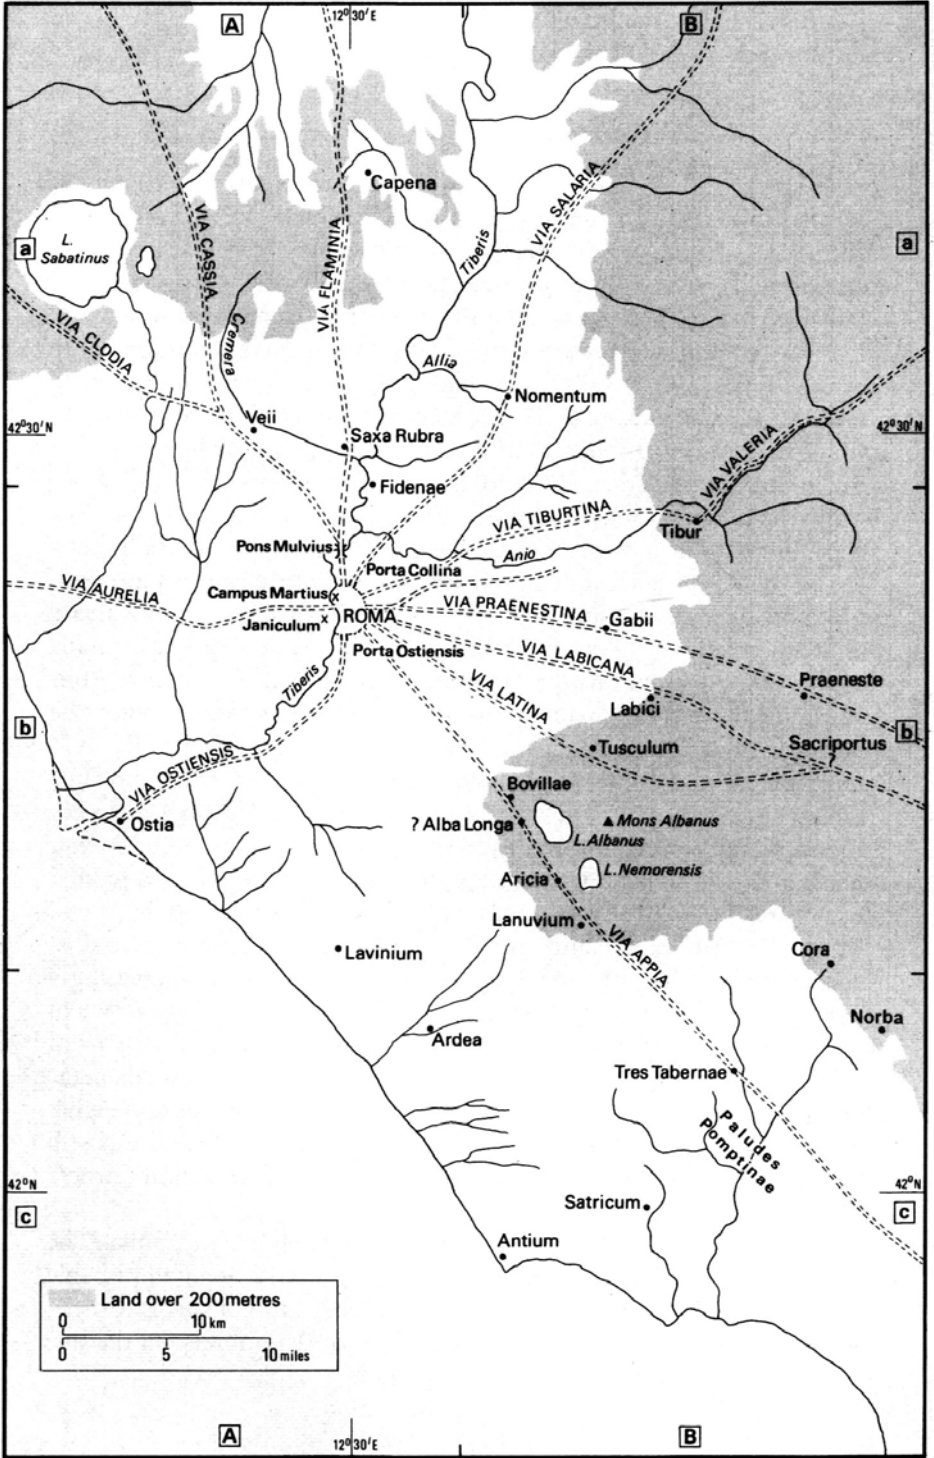 A
12°30'E
B
Capena
VIA SALARIA
VIA CASSIA
VIA FLAMINIA
Tiberis
a
L.
Sabatinus
a
VIA CLODIA
Cremera
Allia
Nomentum
Veii
42°30'N
Saxa Rubra
42°30'N
VIA VALERIA
Fidenae
VIA TIBURTINA
Tibur
Pons Mulvius
Anio
Porta Collina
VIA AURELIA
Campus Martius x
VIA PRAENESTINA
Janiculum x
ROMA
Gabii
Porta Ostiensis
VIA LABICANA
Tiberis
VIA LATINA
Praeneste
Labici
b
b
VIA OSTIENSIS
Tusculum
Sacriportus
?
Bovillae
Ostia
? Alba Longa
L. Albanus
Mons Albanus
Aricia
L. Nemorensis
Lanuvium
VIA APPIA
Lavinium
Cora
Ardea
Norba
Tres Tabernae
Paludes
Pomptinae
42°N
42°N
c
Satricum
c
Antium
Land over 200 metres
0 10 km
0 5 10 miles
A
12°30'E
B